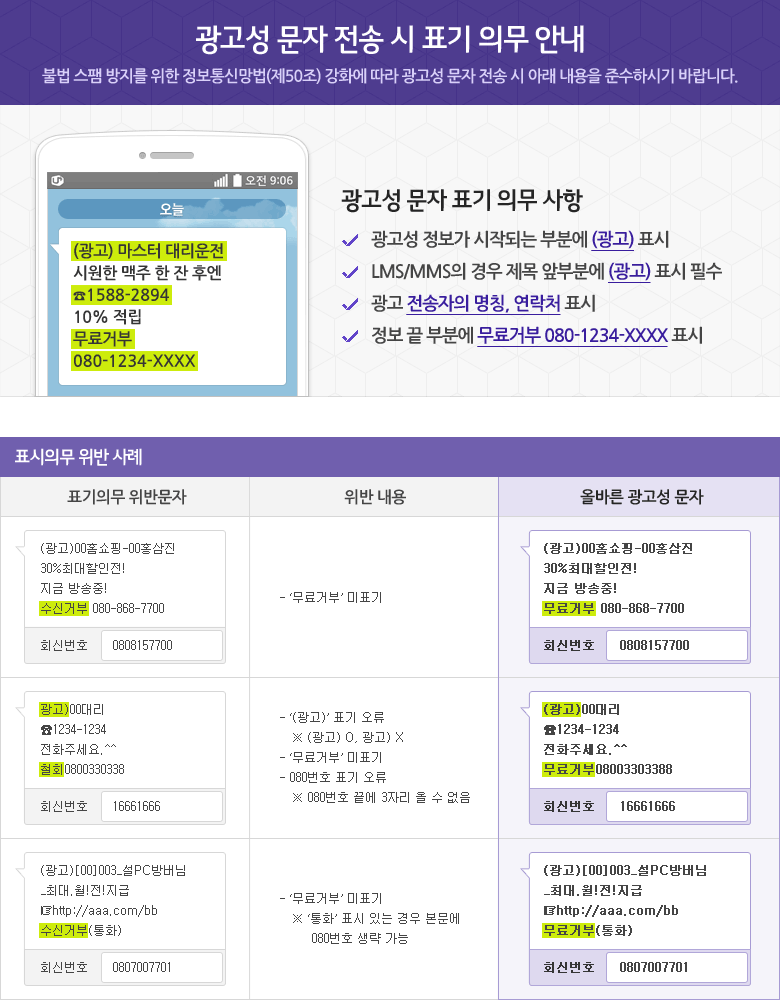 광고성 문자 전송 시 표기 의무 안내
불법 스팸 방지를 위한 정보통신망법(제50조) 강화에 따라 광고성 문자 전송 시 아래 내용을 준수하시기 바랍니다.
오전 9:06
오늘
(광고) 마스터 대리운전
시원한 맥주 한 잔 후엔
☎1588-2894
10% 적립
무료거부
080-1234-XXXX
광고성 문자 표기 의무 사항
광고성 정보가 시작되는 부분에 (광고) 표시
LMS/MMS의 경우 제목 앞부분에 (광고) 표시 필수
광고 전송자의 명칭, 연락처 표시
정보 끝 부분에 무료거부 080-1234-XXXX 표시
표시의무 위반 사례
표기의무 위반문자
위반 내용
올바른 광고성 문자
(광고)00홈쇼핑-00홍삼진
30%최대할인전!
지금 방송중!
수신거부 080-868-7700
회신번호 0808157700
- ‘무료거부’ 미표기
(광고)00홈쇼핑-00홍삼진
30%최대할인전!
지금 방송중!
무료거부 080-868-7700
회신번호 0808157700
광고)00대리
☎1234-1234
전화주세요.^^
철회0800330338
회신번호 16661666
- ‘(광고)’ 표기 오류
※ (광고) O, 광고) X
- ‘무료거부’ 미표기
- 080번호 표기 오류
※ 080번호 끝에 3자리 올 수 없음
(광고)00대리
☎1234-1234
전화주세요.^^
무료거부08003303388
회신번호 16661666
(광고)[00]003_설PC방버님
_최대.월!전!지급
☞http://aaa.com/bb
수신거부(통화)
회신번호 0807007701
- ‘무료거부’ 미표기
※ ‘통화’ 표시 있는 경우 본문에
080번호 생략 가능
(광고)[00]003_설PC방버님
_최대.월!전!지급
☞http://aaa.com/bb
무료거부(통화)
회신번호 0807007701